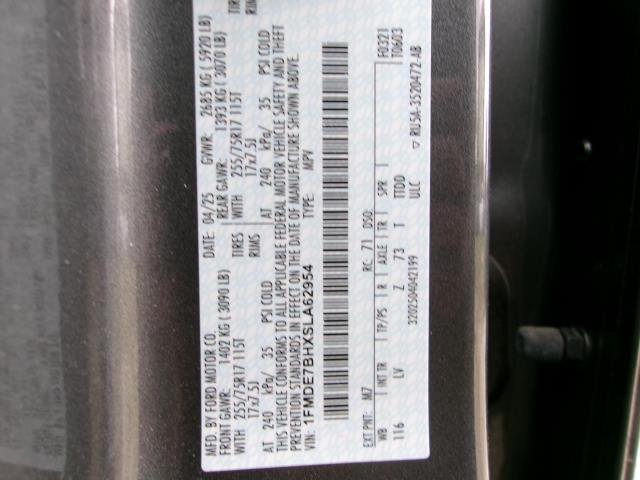 MFD. BY FORD MOTOR CO.
DATE: 04/25 GVWR: 2685 KG ( 5920 LB)
FRONT GAWR: 1402 KG ( 3090 LB) REAR GAWR: 1393 KG ( 3070 LB)
WITH 255/75R17 115T TIRES WITH 255/75R17 115T TIRES
17x7.5J RIMS 17x7.5J RIMS
AT 240 kPa/ 35 PSI COLD AT 240 kPa/ 35 PSI COLD
THIS VEHICLE CONFORMS TO ALL APPLICABLE FEDERAL MOTOR VEHICLE SAFETY AND THEFT
PREVENTION STANDARDS IN EFFECT ON THE DATE OF MANUFACTURE SHOWN ABOVE.
VIN: 1FMDE7BHXSLA62954 TYPE: MPV
F0321
T0603
EXT PNT: M7 RC: 71 DSO:
WB INT TR TP/PS R AXLE TR SPR
116 LV Z 73 T TTDD
ULC
3202504042199 ▽ RU5A-3520472-AB